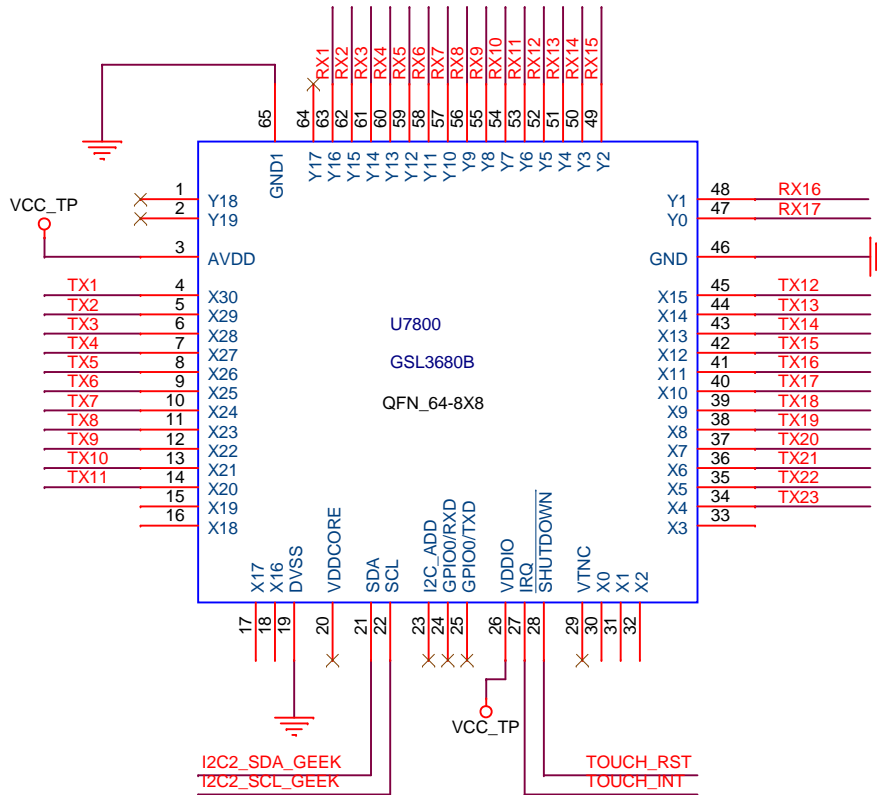 RX1 RX2 RX3 RX4 RX5 RX6 RX7 RX8 RX9 RX10 RX11 RX12 RX13 RX14 RX15
65 64 63 62 61 60 59 58 57 56 55 54 53 52 51 50 49
GND1 Y17 Y16 Y15 Y14 Y13 Y12 Y11 Y10 Y9 Y8 Y7 Y6 Y5 Y4 Y3 Y2
VCC_TP
1 Y18
2 Y19
3 AVDD
TX1 4 X30
TX2 5 X29
TX3 6 X28
TX4 7 X27
TX5 8 X26
TX6 9 X25
TX7 10 X24
TX8 11 X23
TX9 12 X22
TX10 13 X21
TX11 14 X20
15 X19
16 X18
U7800
GSL3680B
QFN_64-8X8
Y1 48 RX16
Y0 47 RX17
GND 46
X15 45 TX12
X14 44 TX13
X13 43 TX14
X12 42 TX15
X11 41 TX16
X10 40 TX17
X9 39 TX18
X8 38 TX19
X7 37 TX20
X6 36 TX21
X5 35 TX22
X4 34 TX23
X3 33
X17 X16 DVSS VDDCORE SDA SCL I2C_ADD GPIO0/RXD GPIO0/TXD VDDIO IRQ SHUTDOWN VTNC X0 X1 X2
17 18 19 20 21 22 23 24 25 26 27 28 29 30 31 32
VCC_TP
I2C2_SDA_GEEK
I2C2_SCL_GEEK
TOUCH_RST
TOUCH_INT